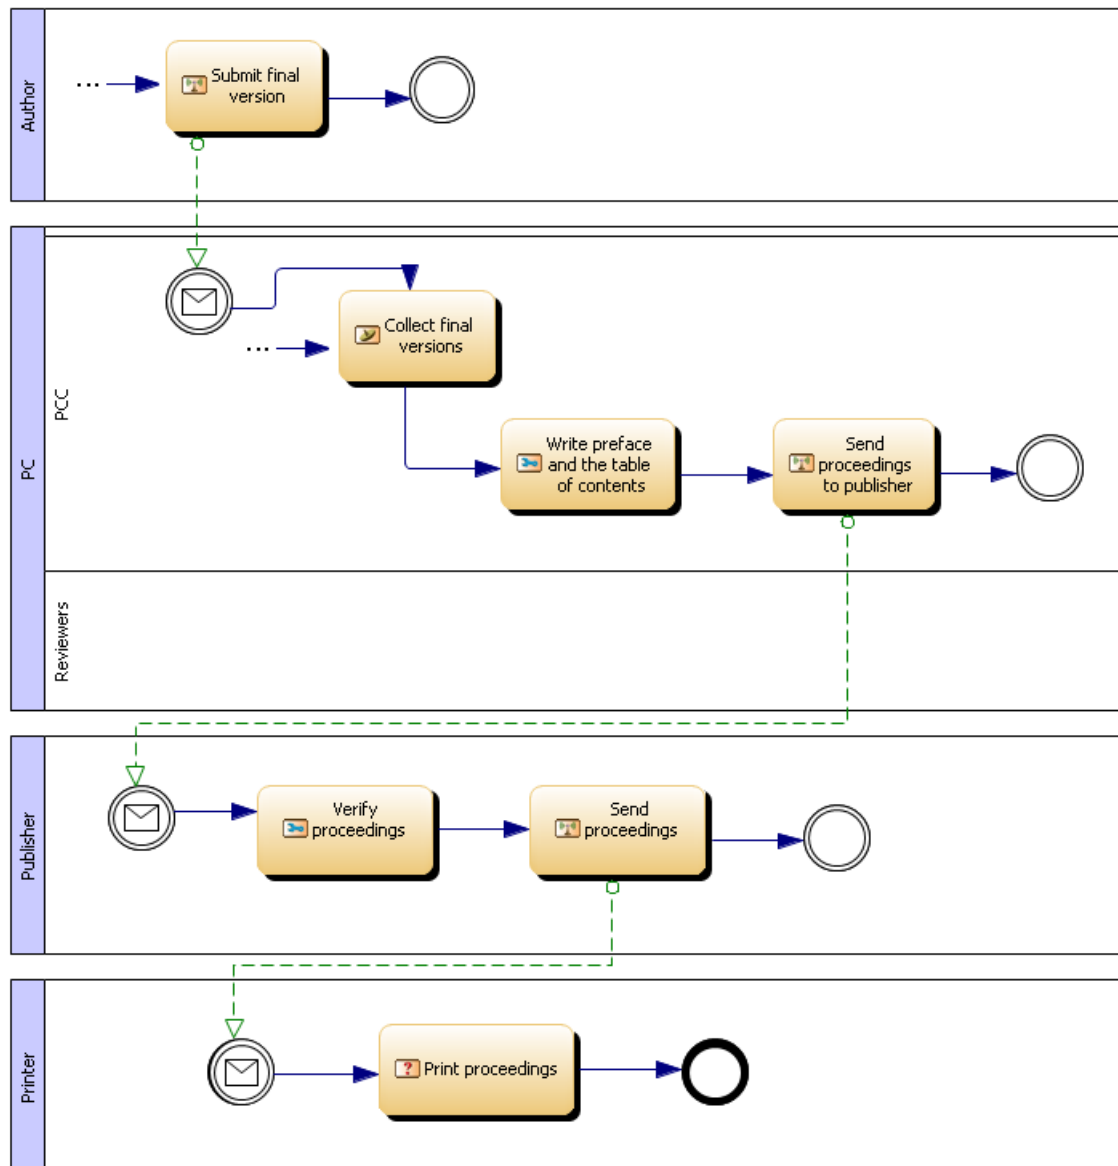 Author
...
Submit final
version
PC
PCC
...
Collect final
versions
Write preface
and the table
of contents
Send
proceedings
to publisher
Reviewers
Publisher
Verify
proceedings
Send
proceedings
Printer
? Print proceedings